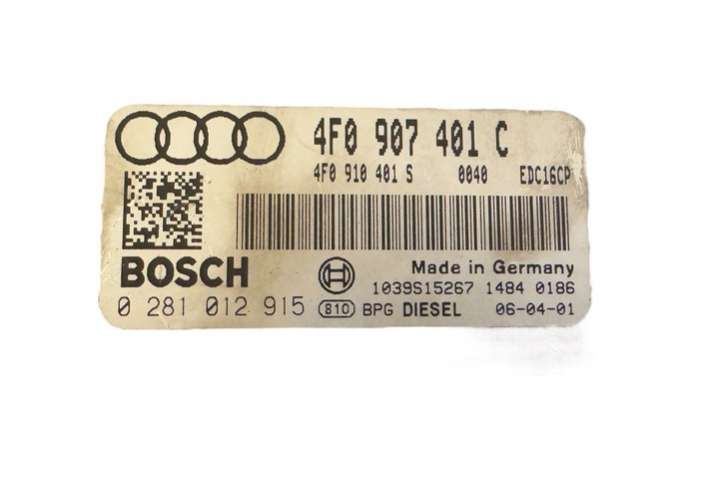 4F0 907 401 C
4F0 910 401 S 0040 EDC16CP
BOSCH
Made in Germany
1039S15267 1484 0186
0 281 012 915 810 BPG DIESEL 06-04-01